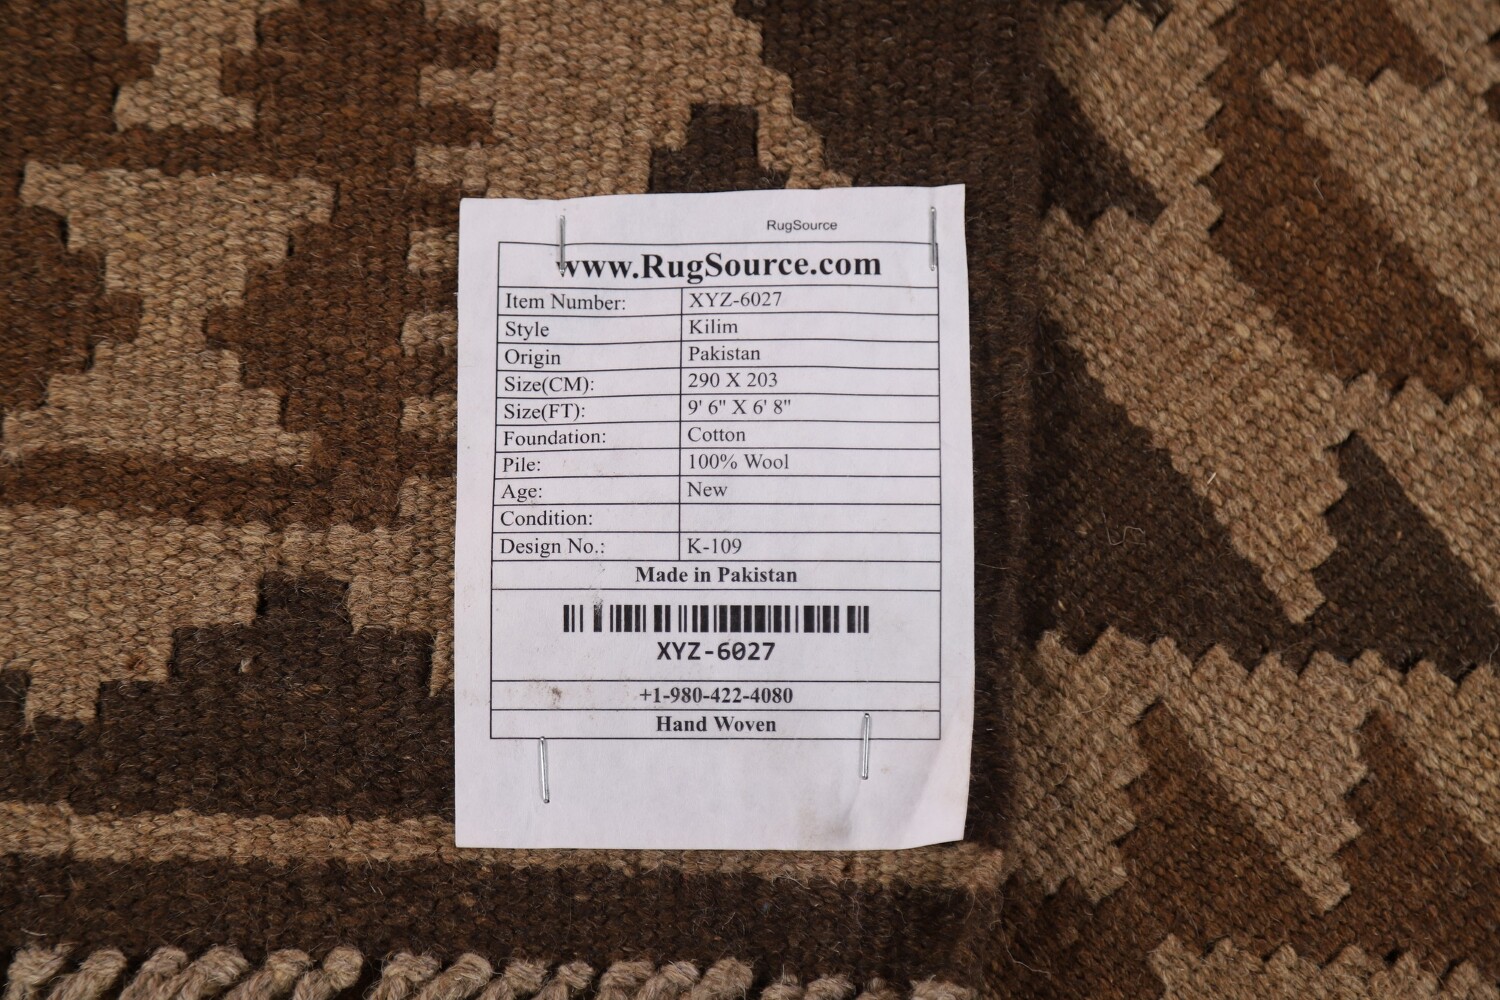 RugSource
www.RugSource.com
Item Number: XYZ-6027
Style Kilim
Origin Pakistan
Size(CM): 290 X 203
Size(FT): 9' 6" X 6' 8"
Foundation: Cotton
Pile: 100% Wool
Age: New
Condition:
Design No.: K-109
Made in Pakistan
XYZ-6027
+1-980-422-4080
Hand Woven